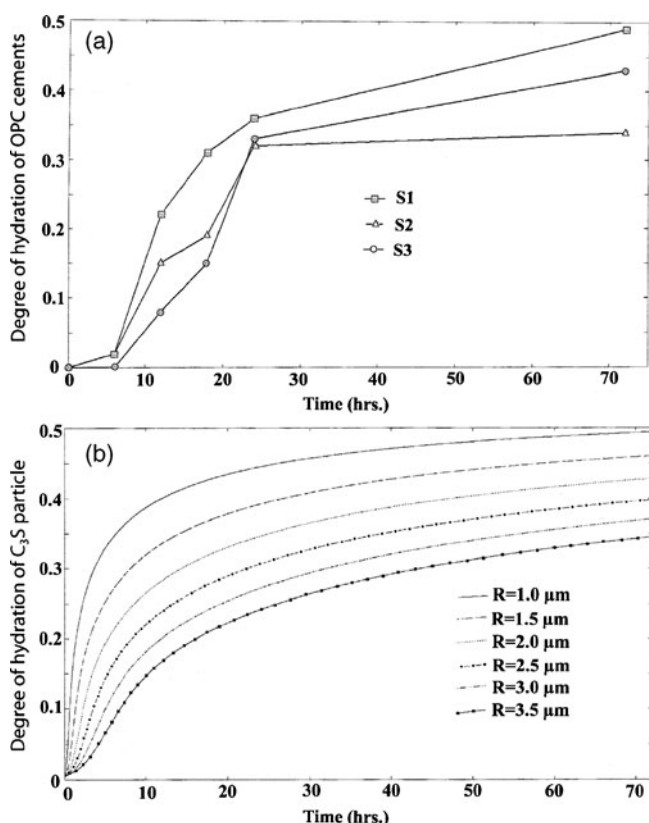 (a)
Degree of hydration of OPC cements
0.5
0.4
0.3
0.2
0.1
0
S1
S2
S3
0 10 20 30 40 50 60 70
Time (hrs.)
(b)
Degree of hydration of C₃S particle
0.5
0.4
0.3
0.2
0.1
0
R=1.0 µm
R=1.5 µm
R=2.0 µm
R=2.5 µm
R=3.0 µm
R=3.5 µm
0 10 20 30 40 50 60 70
Time (hrs.)